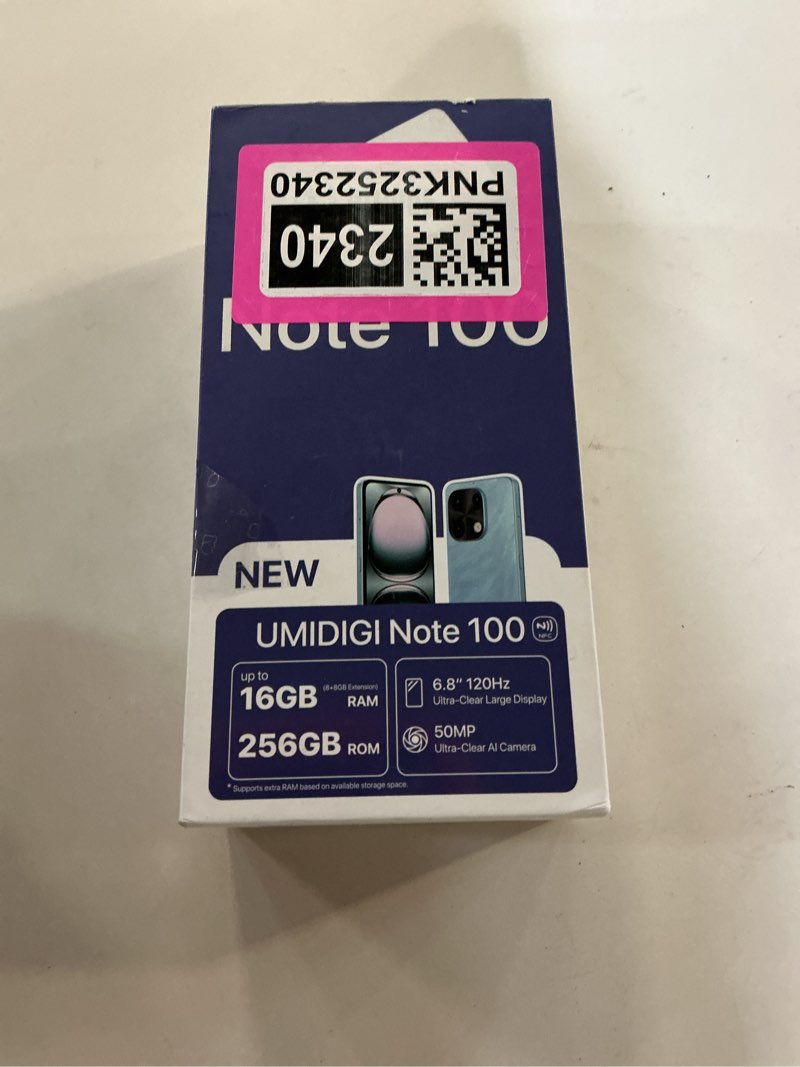 PNK3252340
2340
Note 100
NEW
UMIDIGI Note 100
NFC
up to
16GB (8+8GB Extension) RAM
256GB ROM
6.8" 120Hz
Ultra-Clear Large Display
50MP
Ultra-Clear AI Camera
* Supports extra RAM based on available storage space.